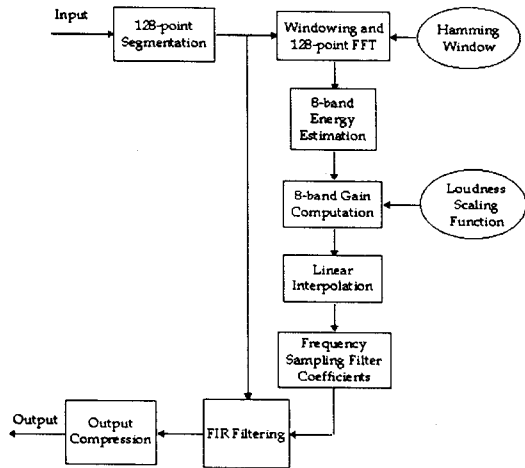 Input
128-point
Segmentation
Windowing and
128-point FFT
Hamming
Window
8-band
Energy
Estimation
8-band Gain
Computation
Loudness
Scaling
Function
Linear
Interpolation
Frequency
Sampling Filter
Coefficients
Output
Output
Compression
FIR Filtering